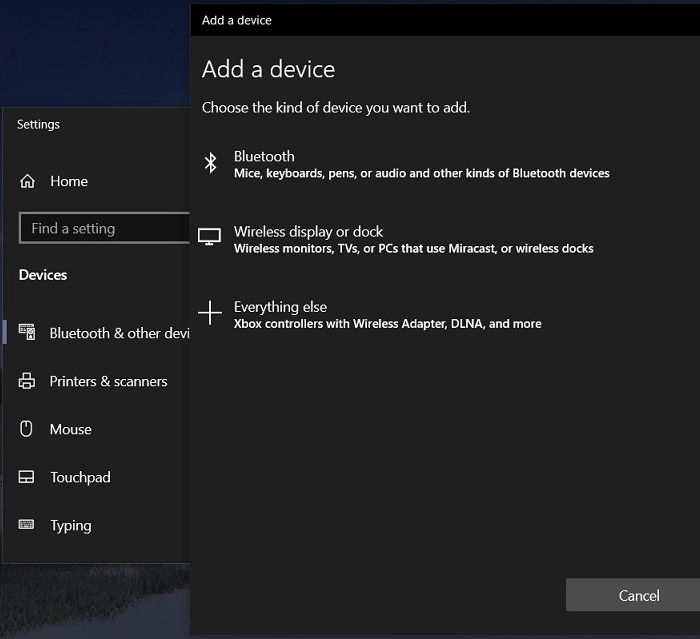 Add a device
Add a device
Choose the kind of device you want to add.
Bluetooth
Mice, keyboards, pens, or audio and other kinds of Bluetooth devices
Wireless display or dock
Wireless monitors, TVs, or PCs that use Miracast, or wireless docks
Everything else
Xbox controllers with Wireless Adapter, DLNA, and more
Cancel
Settings
Home
Find a setting
Devices
Bluetooth & other devi
Printers & scanners
Mouse
Touchpad
Typing